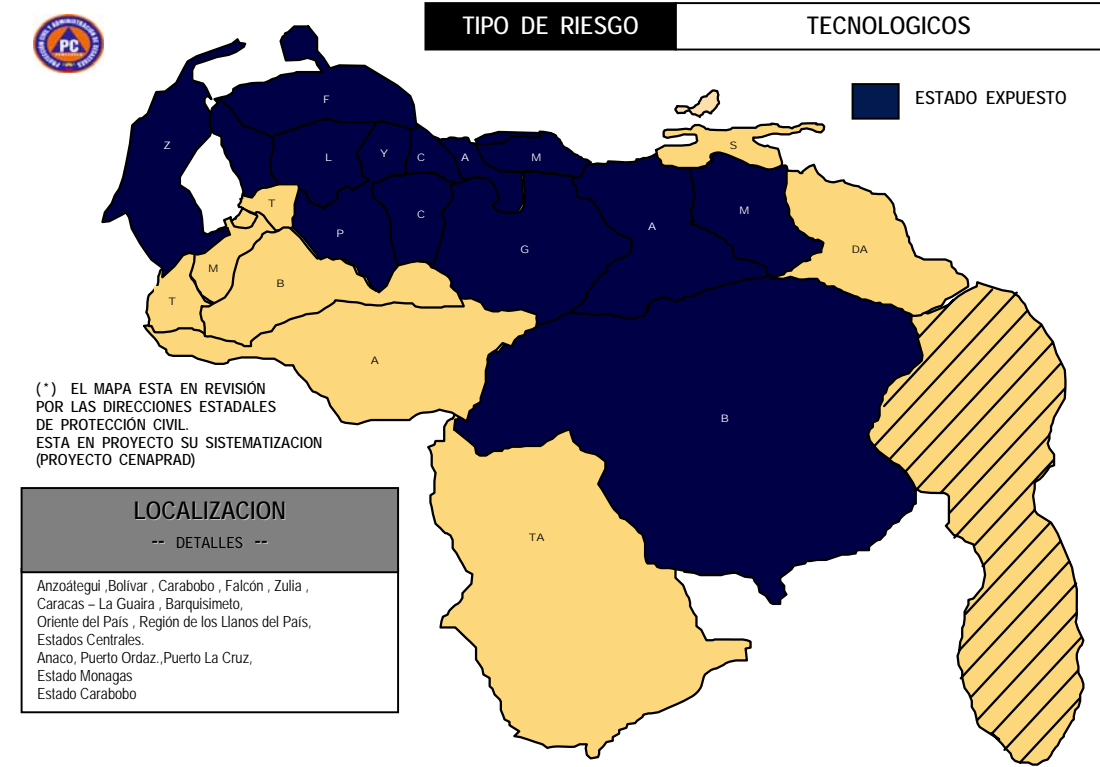 TIPO DE RIESGO
TECNOLOGICOS
PC
ESTADO EXPUESTO
F
Z
L
Y
C
A
M
S
T
P
C
G
A
M
DA
M
B
T
A
B
TA
(*) EL MAPA ESTA EN REVISIÓN
POR LAS DIRECCIONES ESTADALES
DE PROTECCIÓN CIVIL.
ESTA EN PROYECTO SU SISTEMATIZACION
(PROYECTO CENAPRAD)
LOCALIZACION
-- DETALLES --
Anzoátegui ,Bolívar , Carabobo , Falcón , Zulia ,
Caracas – La Guaira , Barquisimeto,
Oriente del País , Región de los Llanos del País,
Estados Centrales.
Anaco, Puerto Ordaz.,Puerto La Cruz,
Estado Monagas
Estado Carabobo